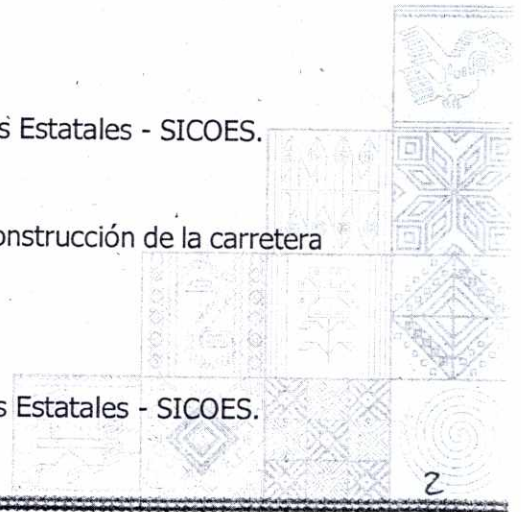 s Estatales - SICOES.
onstrucción de la carretera
s Estatales - SICOES.
2